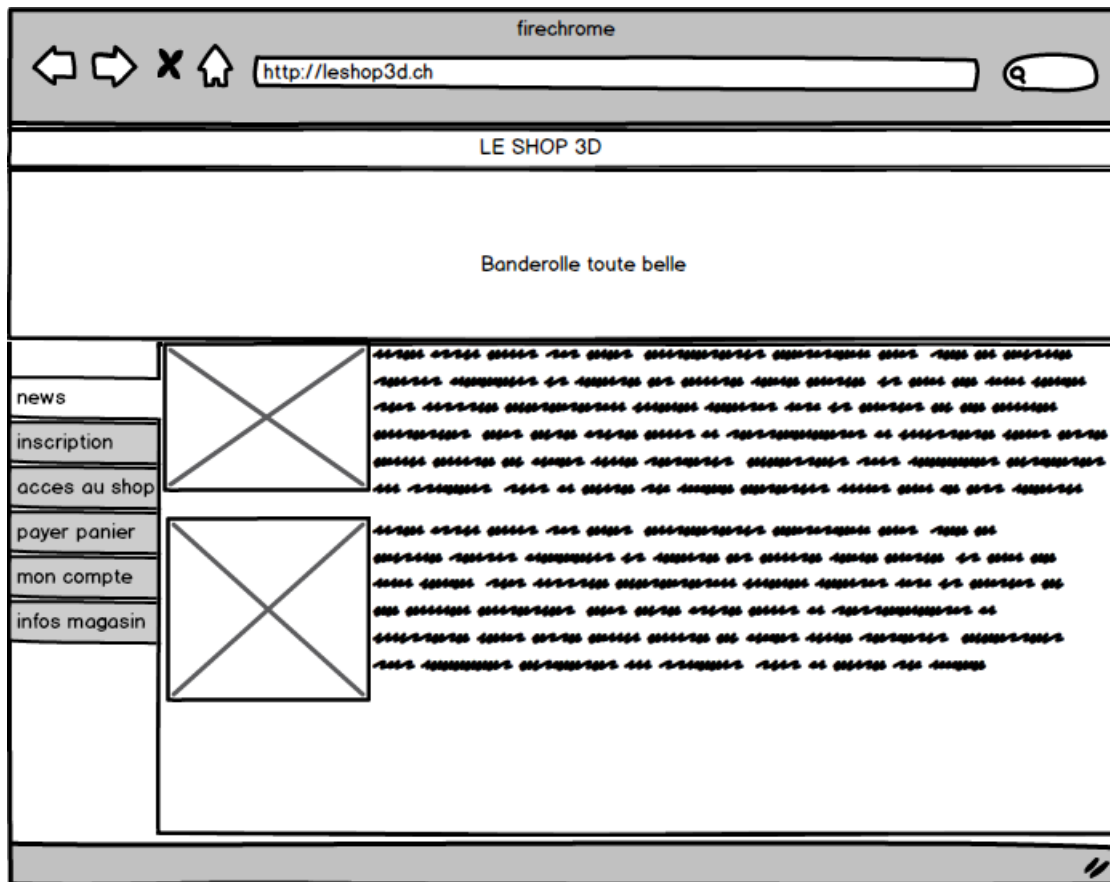 firechrome
http://leshop3d.ch
LE SHOP 3D
Banderolle toute belle
news
inscription
acces au shop
payer panier
mon compte
infos magasin